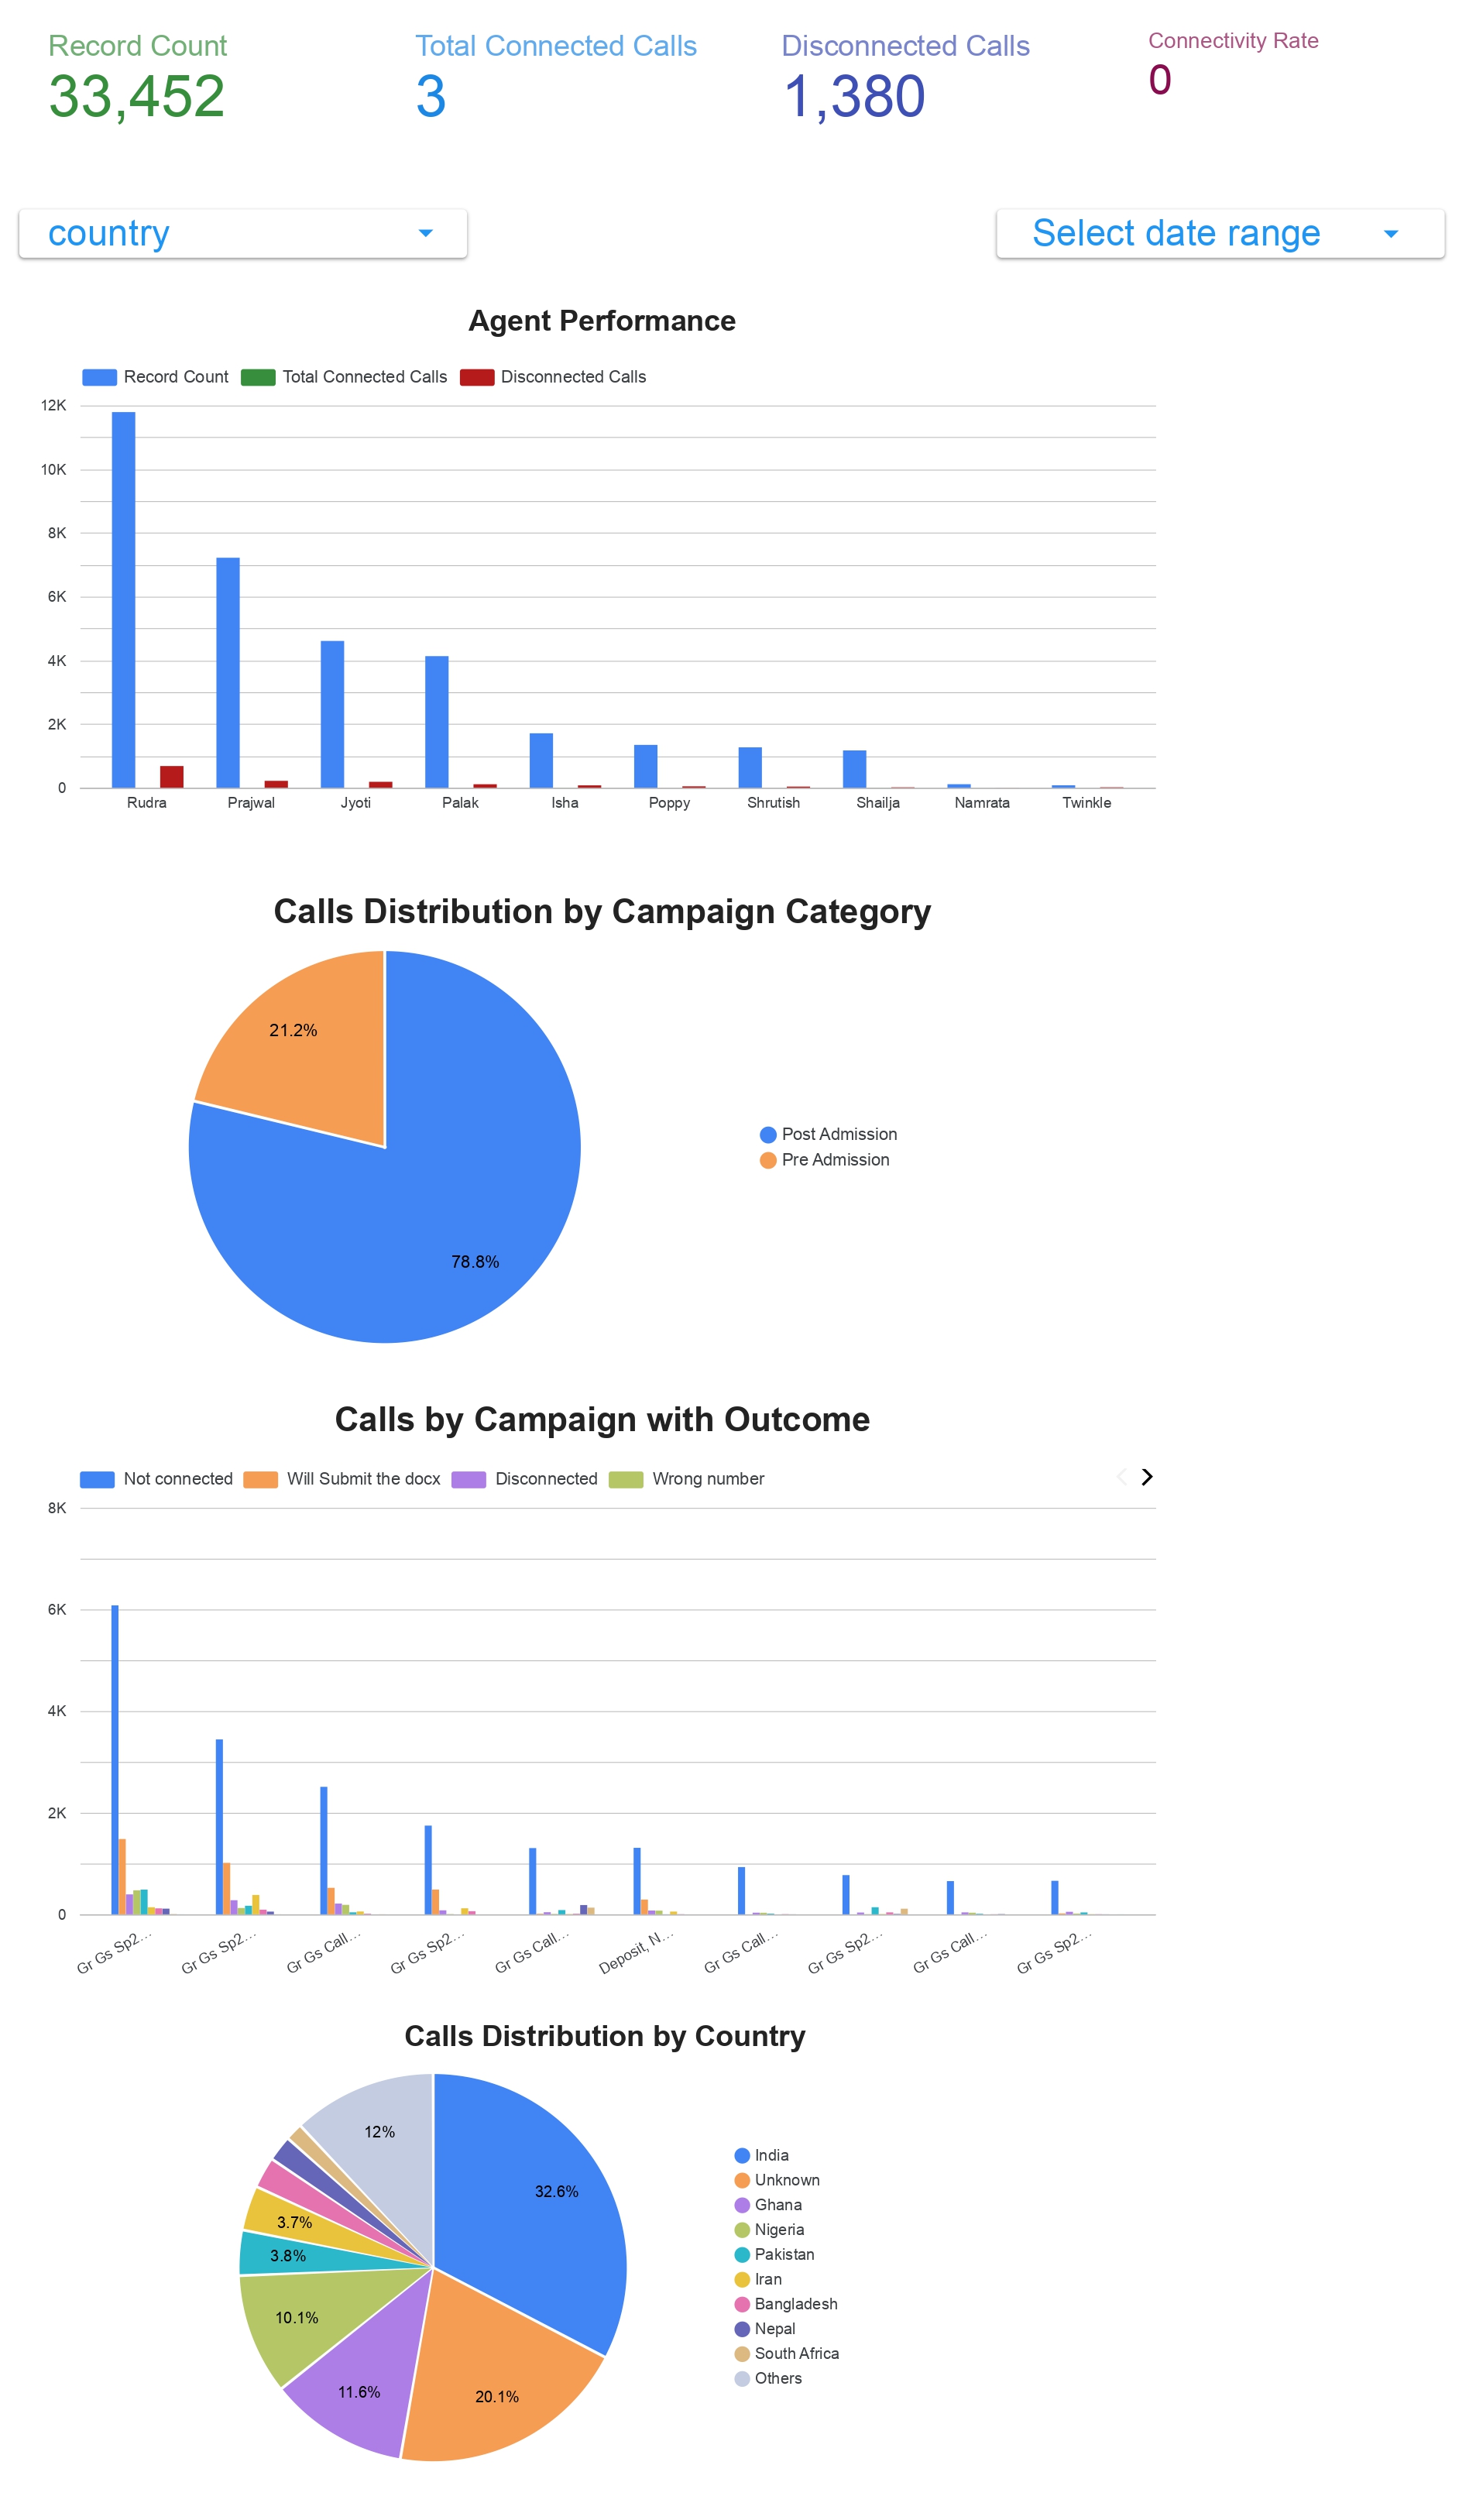 Record Count
33,452
Total Connected Calls
3
Disconnected Calls
1,380
Connectivity Rate
0
country
Select date range
Agent Performance
Record Count Total Connected Calls Disconnected Calls
12K
10K
8K
6K
4K
2K
0
Rudra Prajwal Jyoti Palak Isha Poppy Shrutish Shailja Namrata Twinkle
Calls Distribution by Campaign Category
21.2%
78.8%
Post Admission
Pre Admission
Calls by Campaign with Outcome
Not connected Will Submit the docx Disconnected Wrong number
8K
6K
4K
2K
0
Gr Gs Sp2... Gr Gs Sp2... Gr Gs Call... Gr Gs Sp2... Gr Gs Call... Deposit, N... Gr Gs Call... Gr Gs Sp2... Gr Gs Call... Gr Gs Sp2...
Calls Distribution by Country
12%
32.6%
3.7%
3.8%
10.1%
11.6%
20.1%
India
Unknown
Ghana
Nigeria
Pakistan
Iran
Bangladesh
Nepal
South Africa
Others